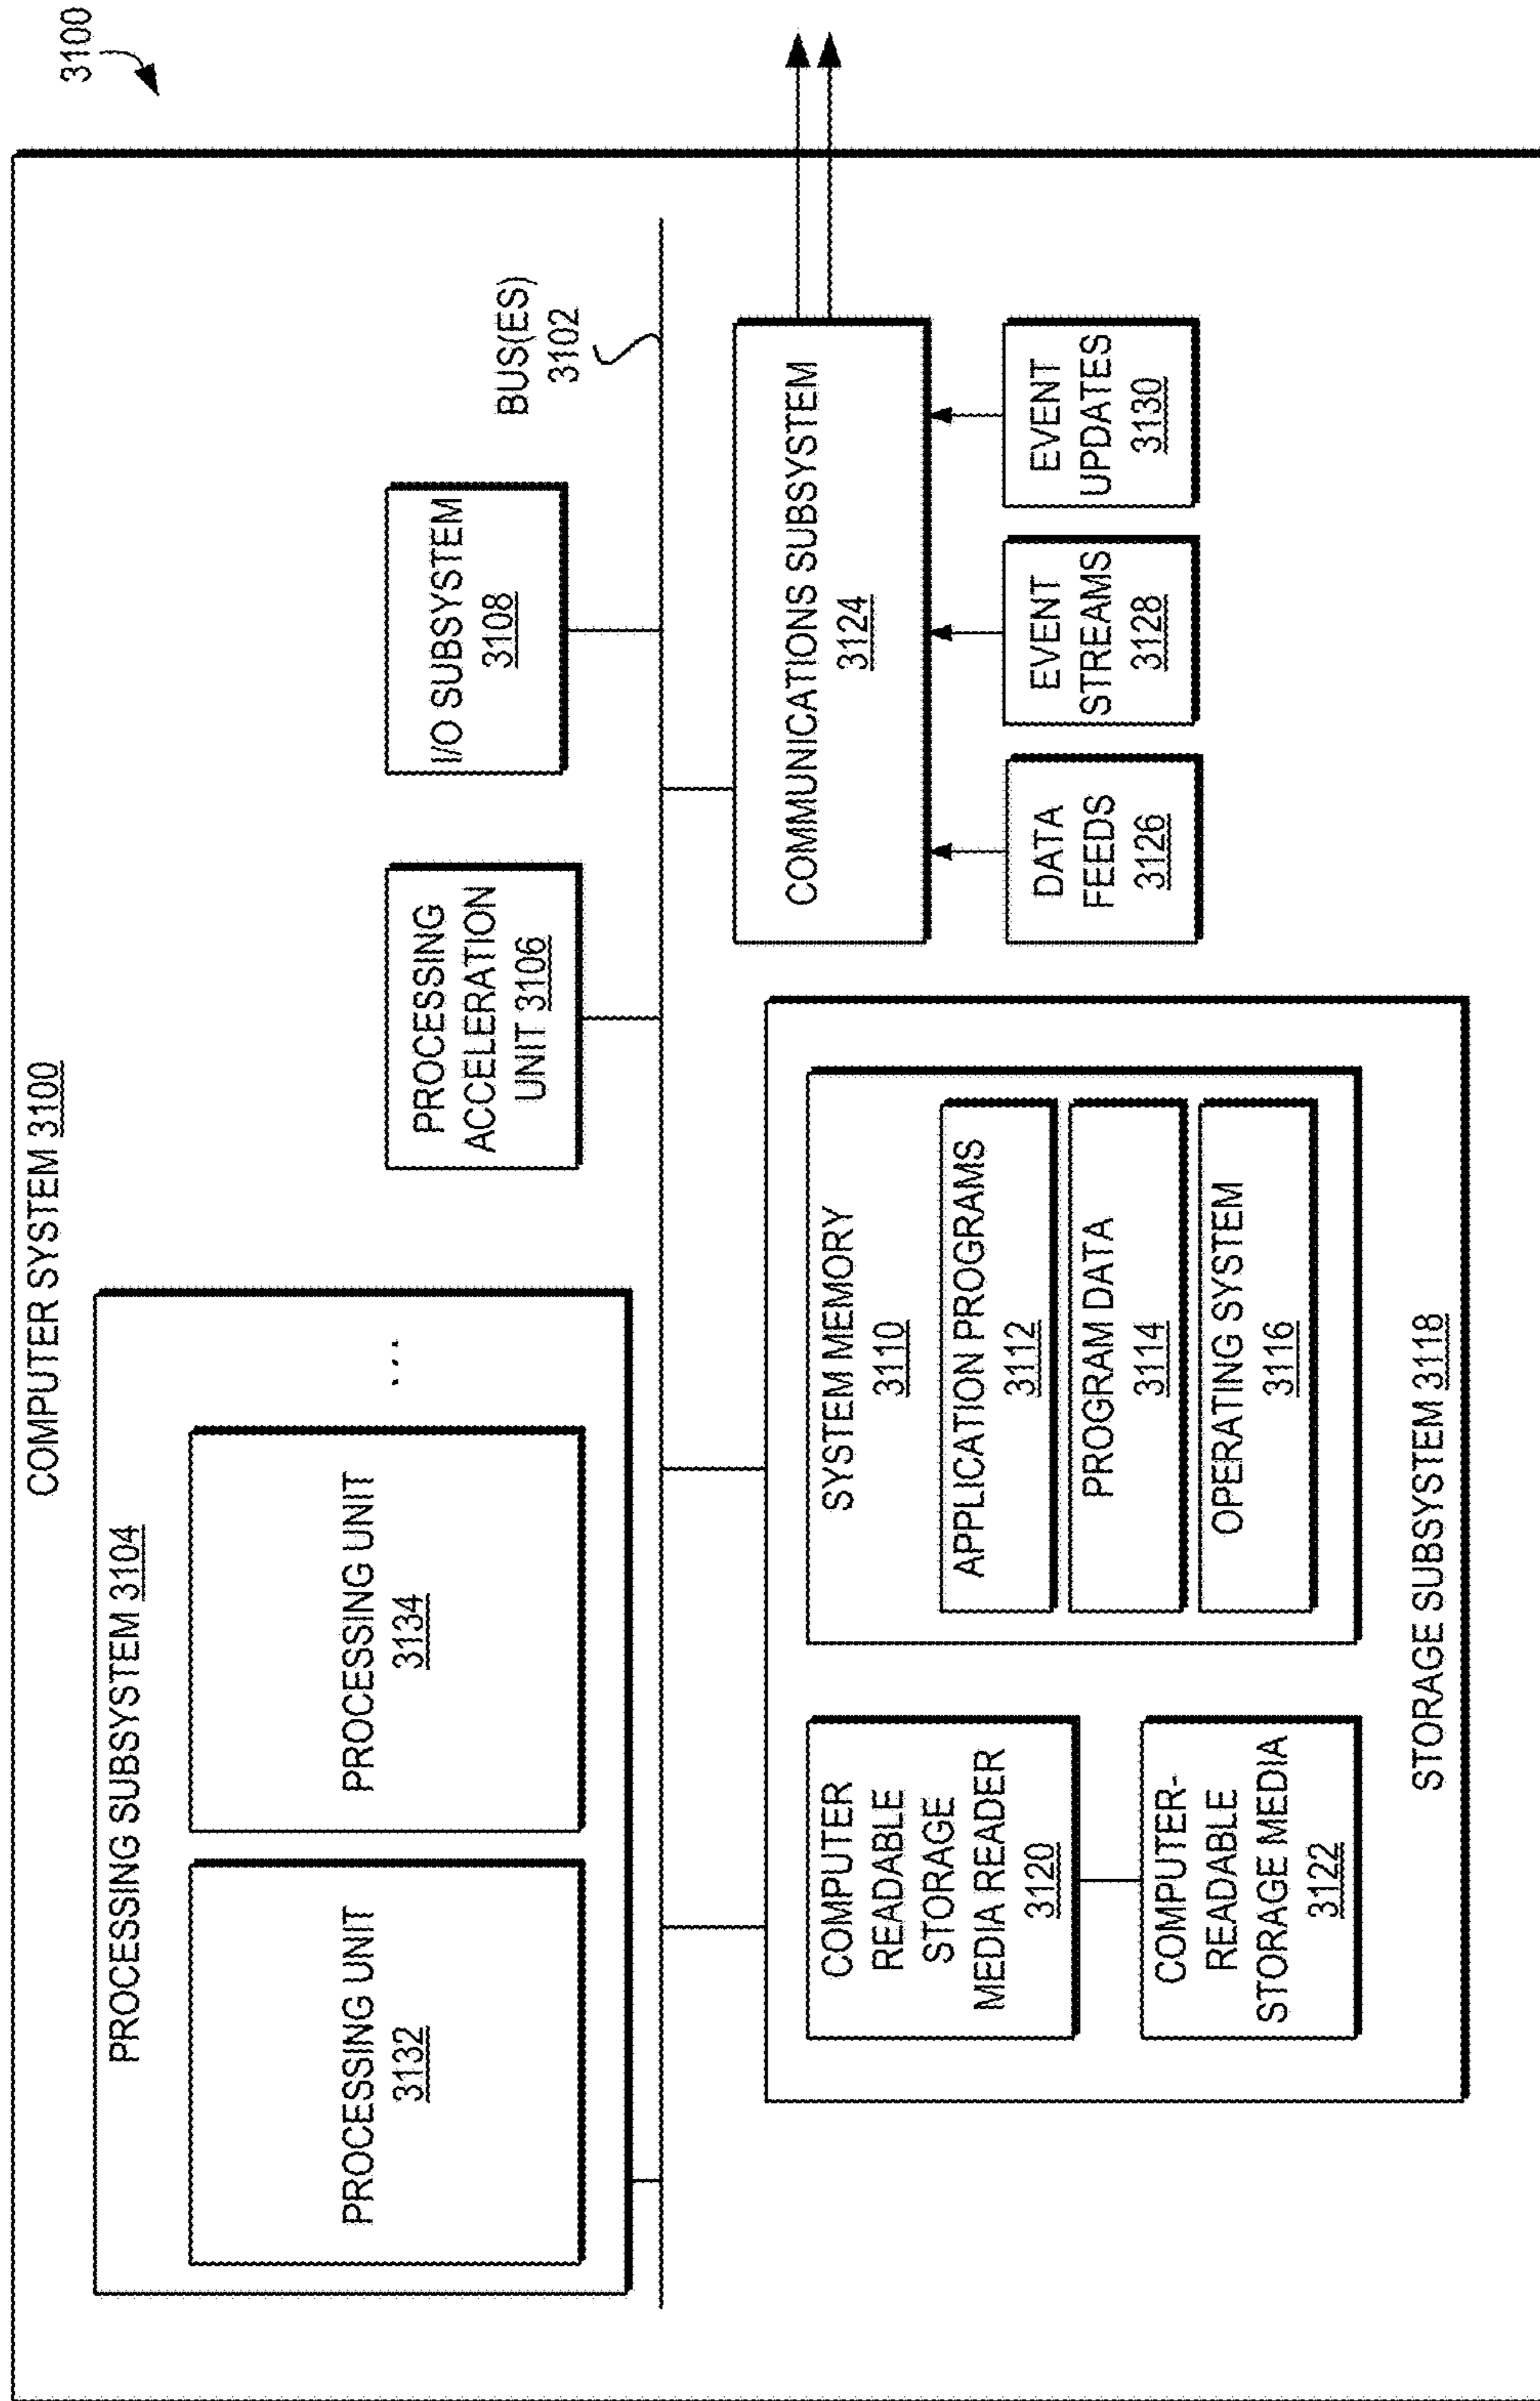 3100
COMPUTER SYSTEM 3100
PROCESSING SUBSYSTEM 3104
PROCESSING UNIT
3132
PROCESSING UNIT
3134
...
PROCESSING
ACCELERATION
UNIT 3106
I/O SUBSYSTEM
3108
BUS(ES)
3102
COMPUTER
READABLE
STORAGE
MEDIA READER
3120
COMPUTER-
READABLE
STORAGE MEDIA
3122
SYSTEM MEMORY
3110
APPLICATION PROGRAMS
3112
PROGRAM DATA
3114
OPERATING SYSTEM
3116
STORAGE SUBSYSTEM 3118
COMMUNICATIONS SUBSYSTEM
3124
DATA
FEEDS
3126
EVENT
STREAMS
3128
EVENT
UPDATES
3130